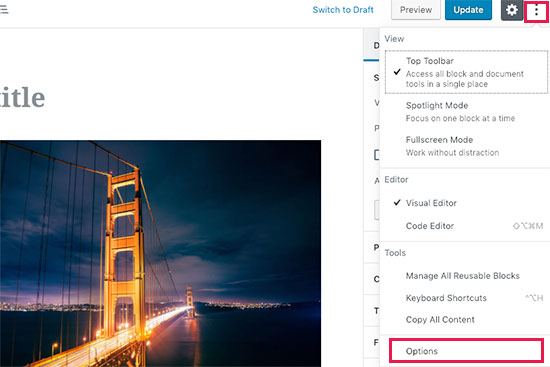 Switch to Draft Preview Update
View
Top Toolbar
Access all block and document
tools in a single place
Spotlight Mode
Focus on one block at a time
Fullscreen Mode
Work without distraction
Editor
Visual Editor
Code Editor ⇧⌥⌘M
Tools
Manage All Reusable Blocks
Keyboard Shortcuts ^⌥H
Copy All Content
Options
itle
D
S
V
P
A
P
C
T
F